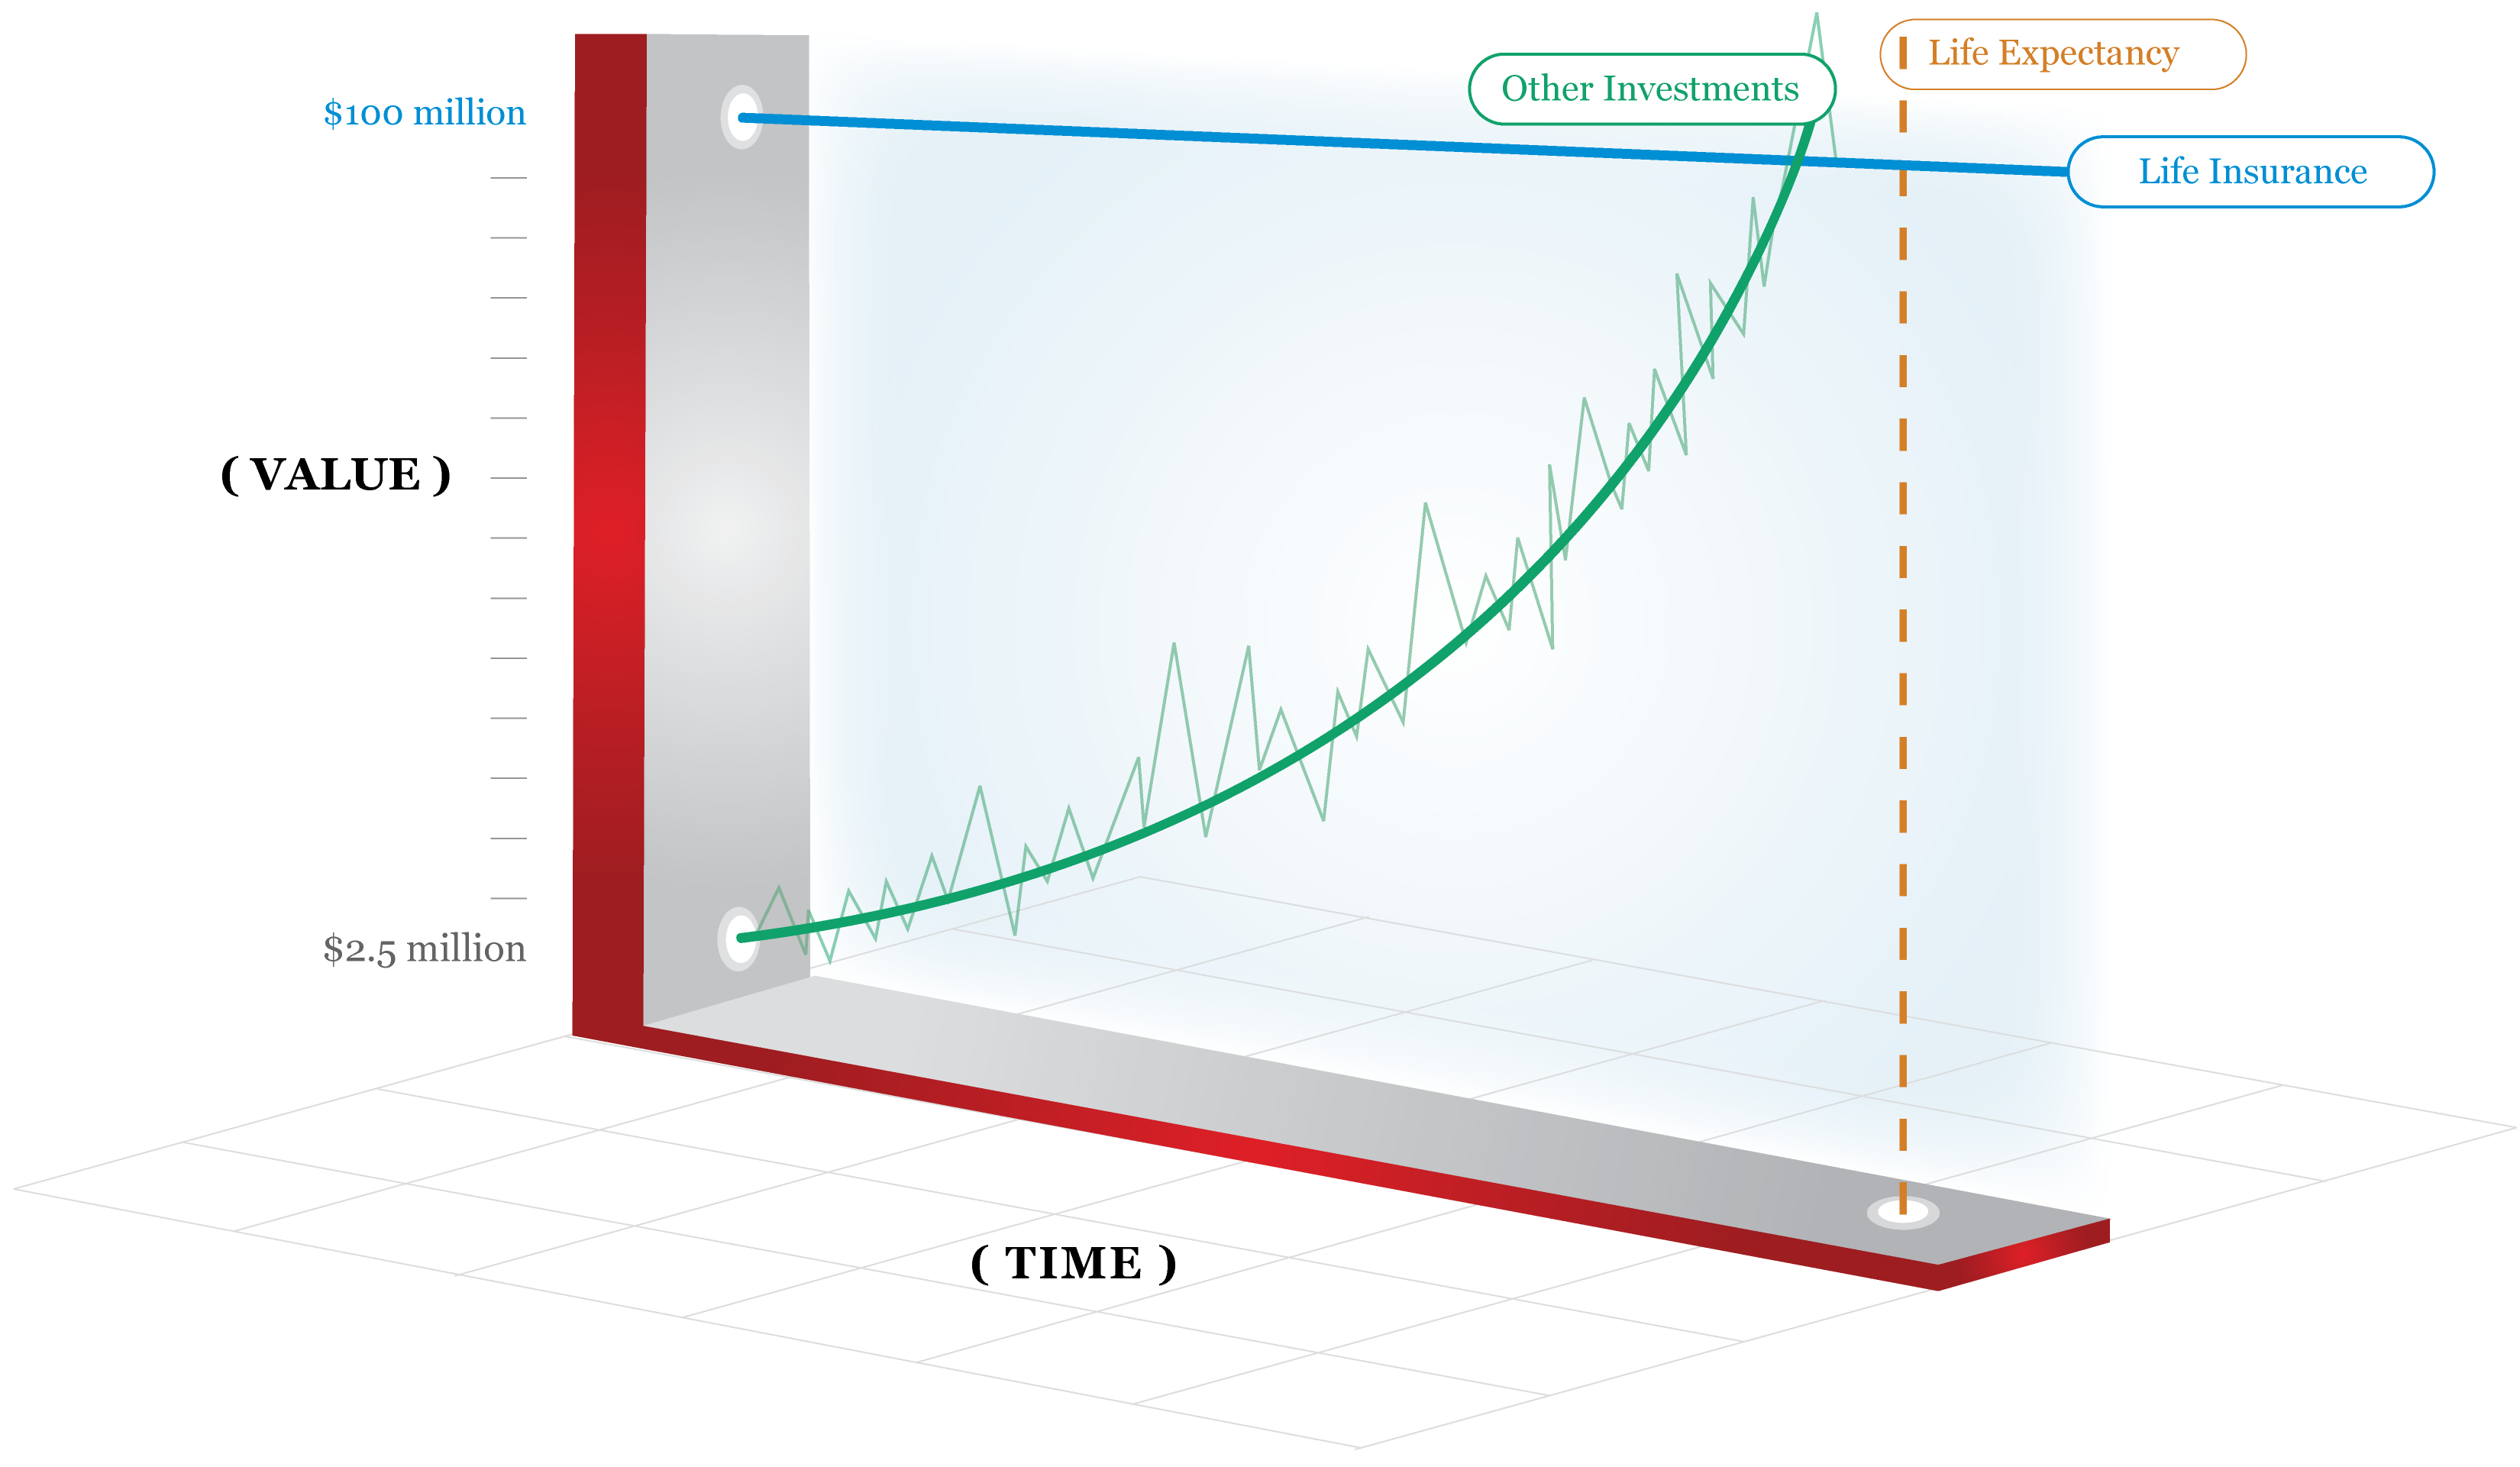 Life Expectancy
Other Investments
$100 million
Life Insurance
( VALUE )
$2.5 million
( TIME )